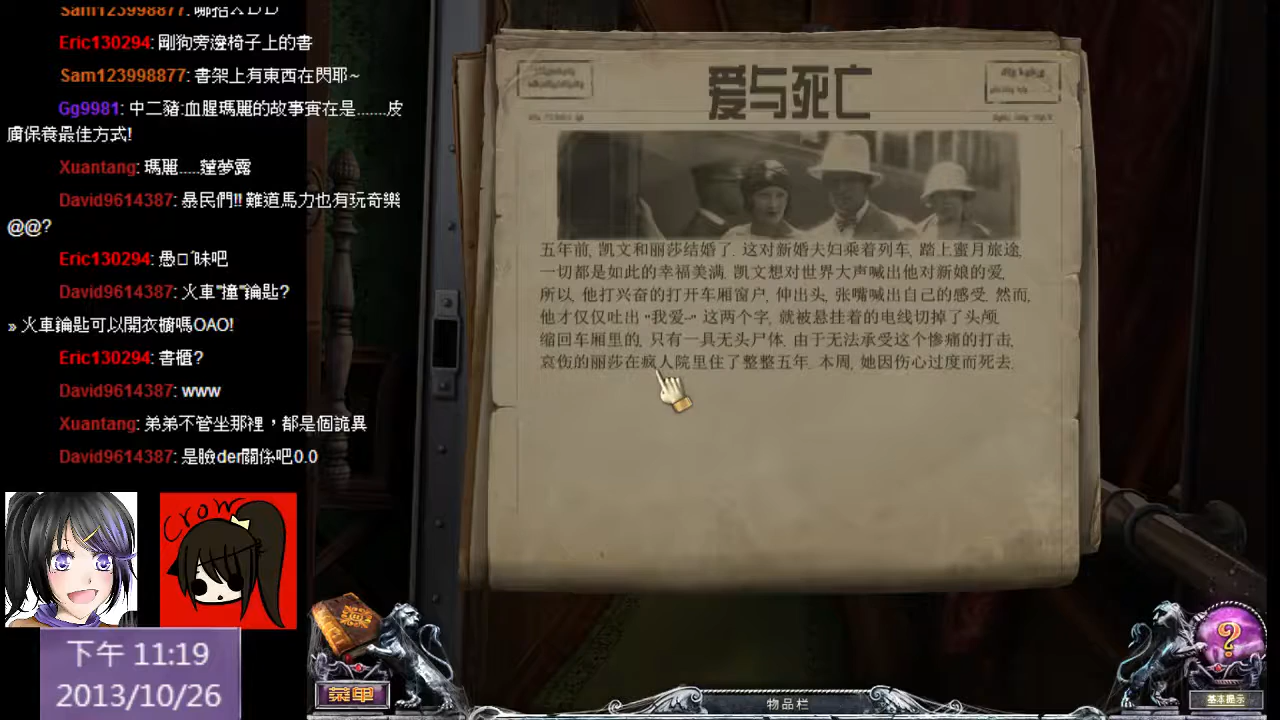 Sam123998877:
Eric130294: 剛狗旁邊椅子上的書
Sam123998877: 書架上有東西在閃耶~
Gg9981: 中二豬:血腥瑪麗的故事實在是.......皮
膚保養最佳方式!
Xuantang: 瑪麗.....薘夢露
David9614387: 暴民們!! 難道馬力也有玩奇樂
@@?
Eric130294: 愚□ˊ昧吧
David9614387: 火車"撞"鑰匙?
» 火車鑰匙可以開衣櫥嗎OAO!
Eric130294: 書櫃?
David9614387: www
Xuantang: 弟弟不管坐那裡，都是個詭異
David9614387: 是臉der關係吧0.0
Crow
下午 11:19
2013/10/26
爱与死亡
五年前, 凯文和丽莎结婚了. 这对新婚夫妇乘着列车, 踏上蜜月旅途.
一切都是如此的幸福美满. 凯文想对世界大声喊出他对新娘的爱,
所以, 他打兴奋的打开车厢窗户, 伸出头, 张嘴喊出自己的感受. 然而,
他才仅仅吐出 "我爱--" 这两个字, 就被悬挂着的电线切掉了头颅.
缩回车厢里的, 只有一具无头尸体. 由于无法承受这个惨痛的打击,
哀伤的丽莎在疯人院里住了整整五年. 本周, 她因伤心过度而死去.
菜单
物品栏
?
基本提示